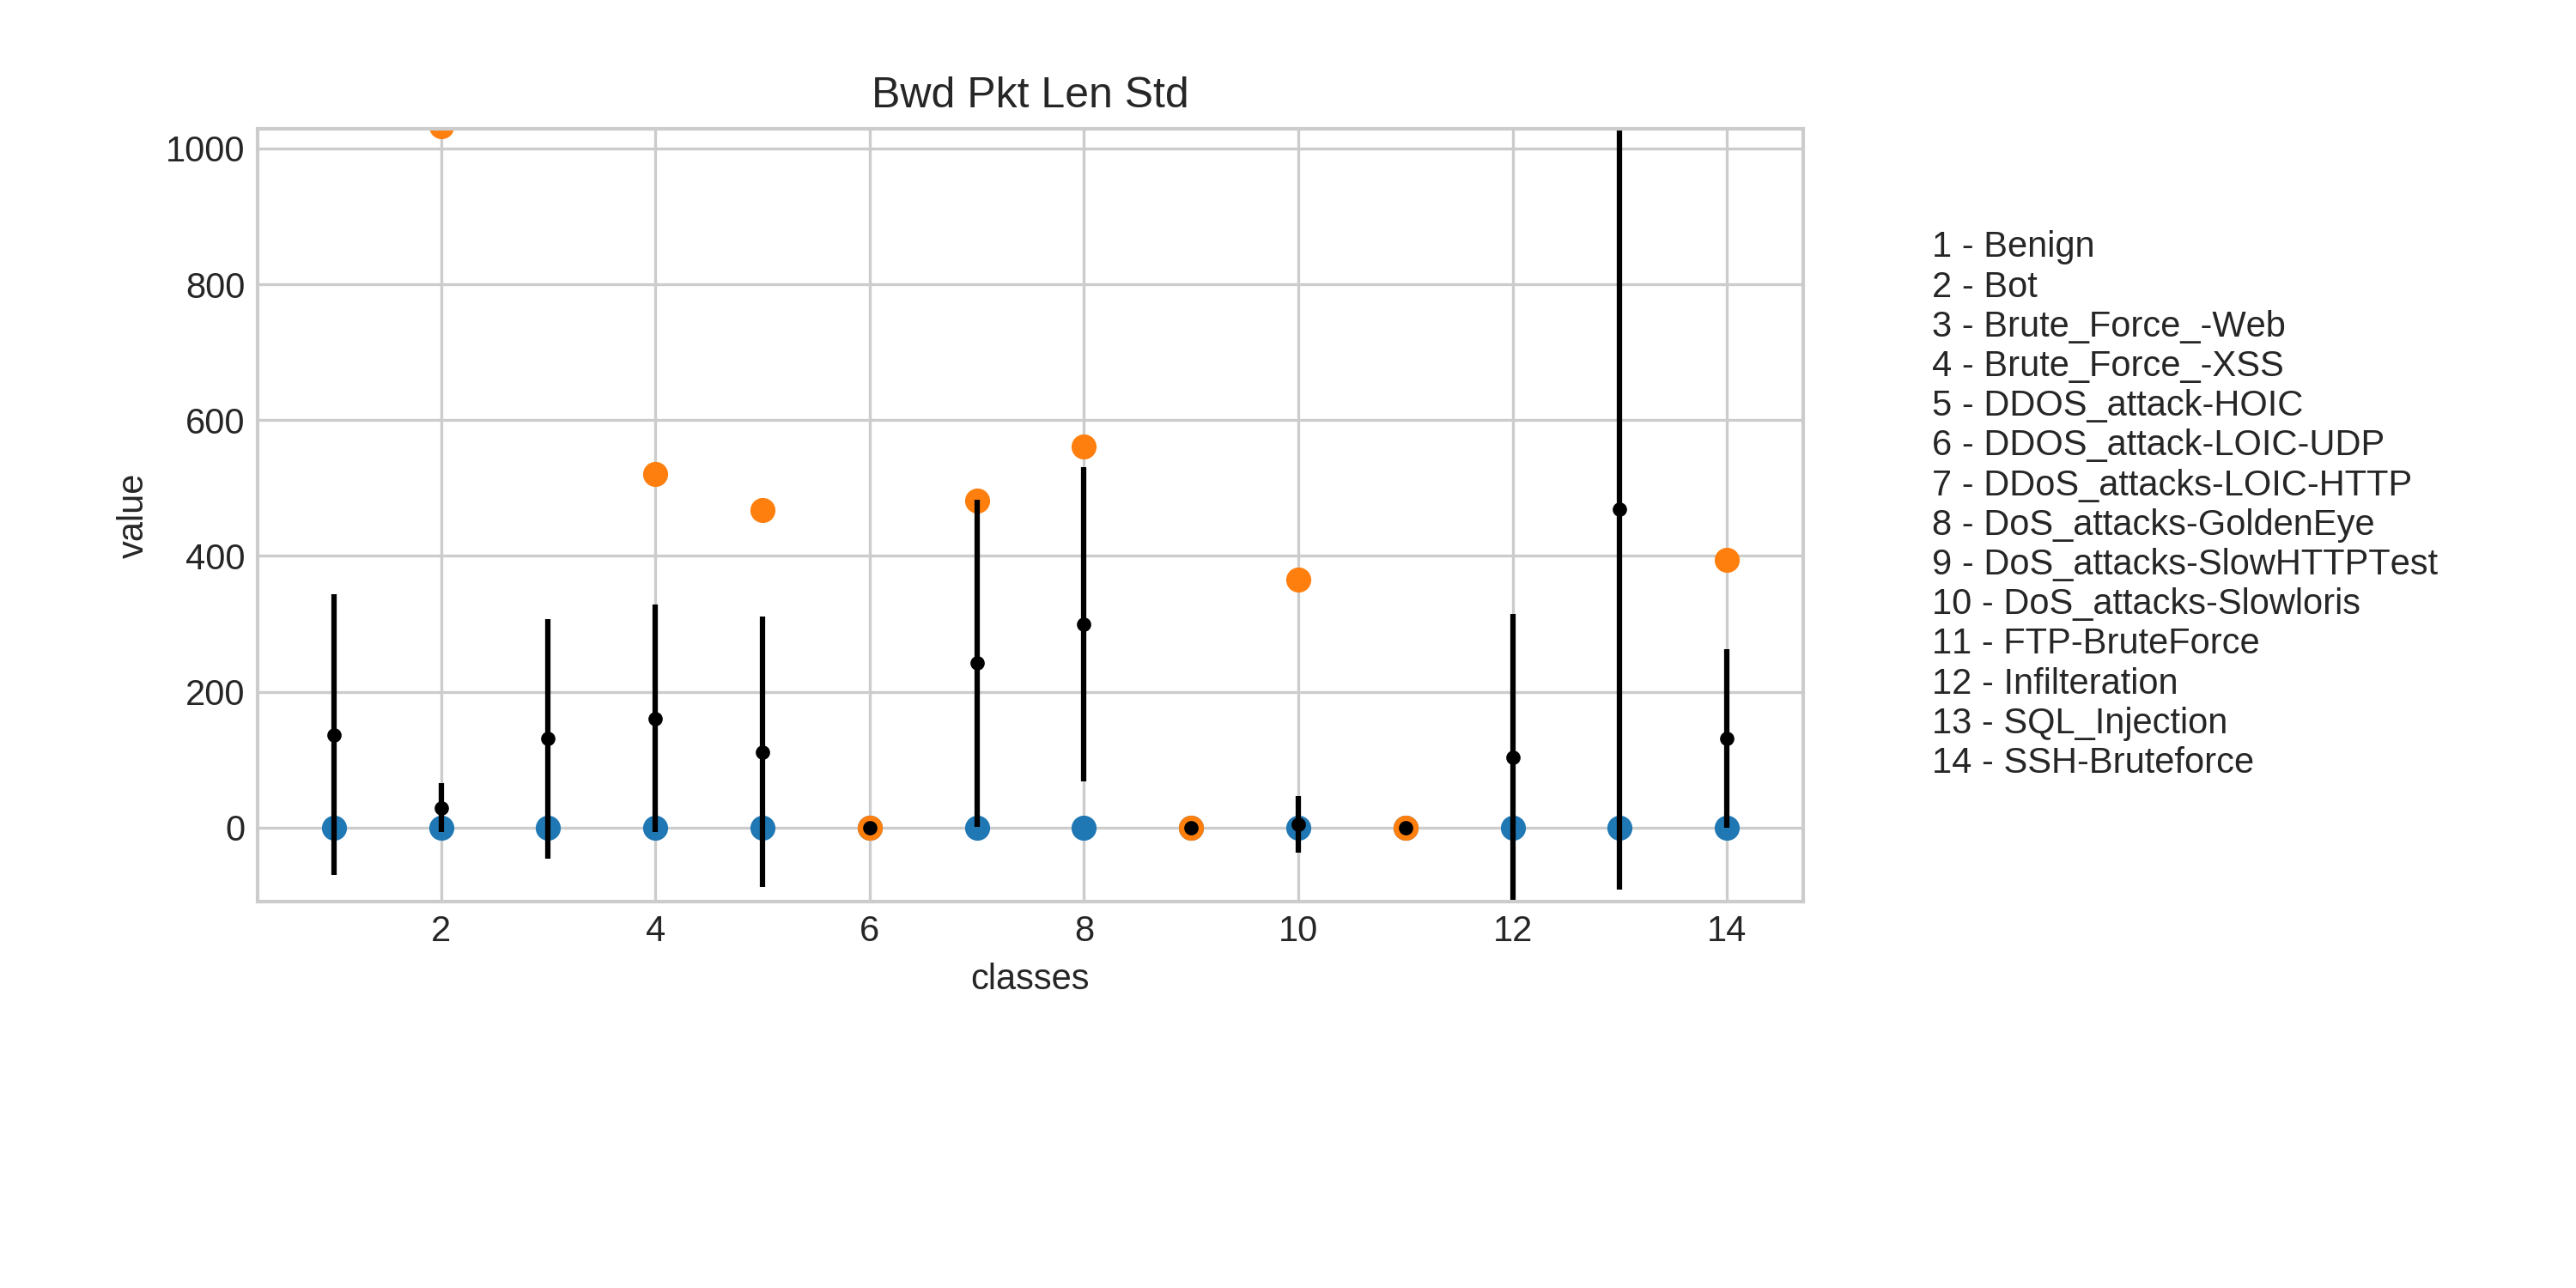 Bwd Pkt Len Std
1000
800
600
400
200
0
value
2 4 6 8 10 12 14
classes
1 - Benign
2 - Bot
3 - Brute_Force_-Web
4 - Brute_Force_-XSS
5 - DDOS_attack-HOIC
6 - DDOS_attack-LOIC-UDP
7 - DDoS_attacks-LOIC-HTTP
8 - DoS_attacks-GoldenEye
9 - DoS_attacks-SlowHTTPTest
10 - DoS_attacks-Slowloris
11 - FTP-BruteForce
12 - Infilteration
13 - SQL_Injection
14 - SSH-Bruteforce